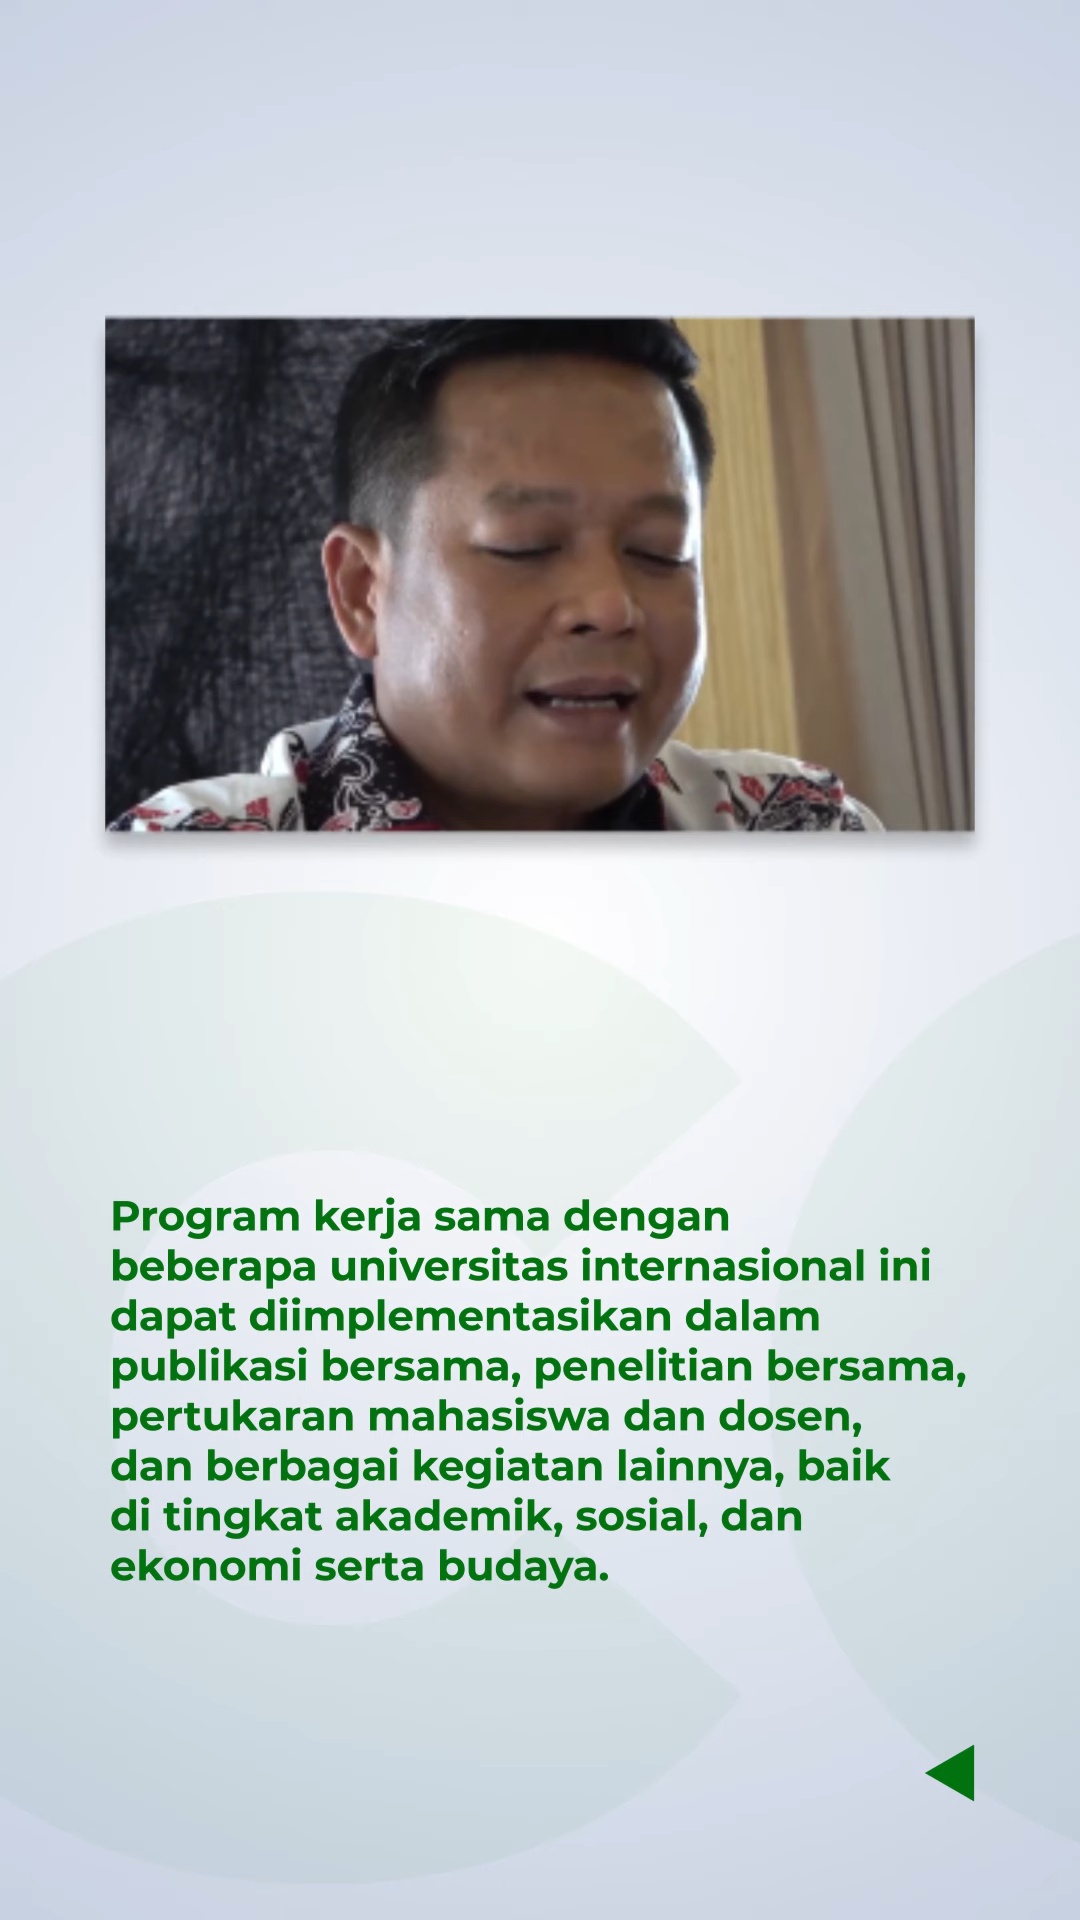 Program kerja sama dengan
beberapa universitas internasional ini
dapat diimplementasikan dalam
publikasi bersama, penelitian bersama,
pertukaran mahasiswa dan dosen,
dan berbagai kegiatan lainnya, baik
di tingkat akademik, sosial, dan
ekonomi serta budaya.